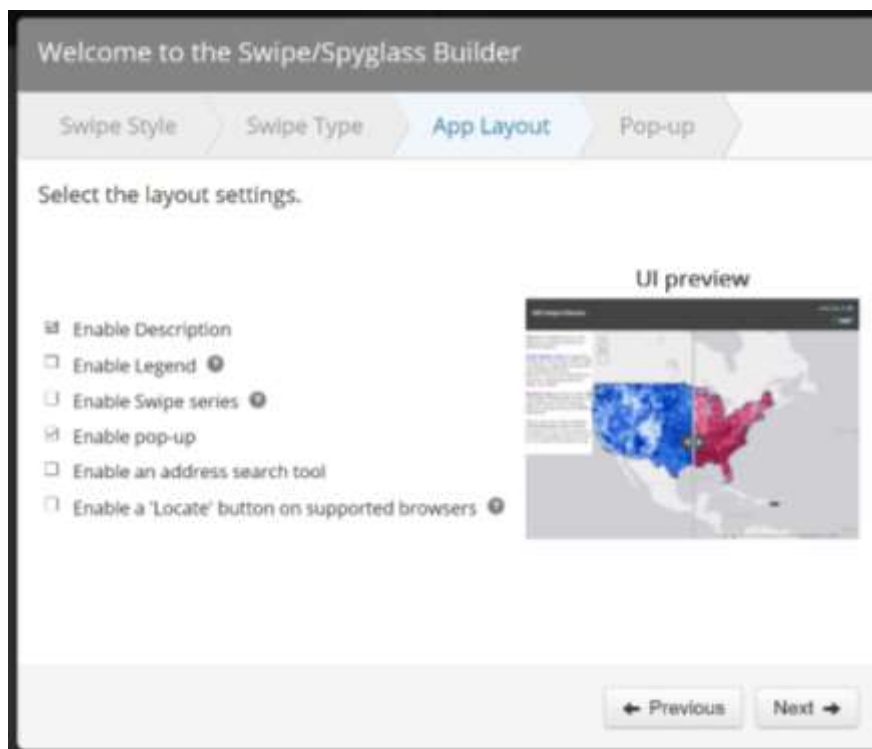 Welcome to the Swipe/Spyglass Builder
Swipe Style
Swipe Type
App Layout
Pop-up
Select the layout settings.
UI preview
Enable Description
Enable Legend
Enable Swipe series
Enable pop-up
Enable an address search tool
Enable a 'Locate' button on supported browsers
Previous
Next